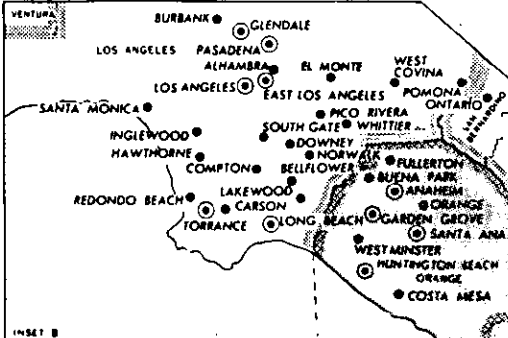 VENTURA
BURBANK
GLENDALE
LOS ANGELES
PASADENA
ALHAMBRA
EL MONTE
WEST
COVINA
LOS ANGELES
EAST LOS ANGELES
POMONA
ONTARIO
SANTA MONICA
PICO RIVERA
SAN
BERNARDINO
INGLEWOOD
SOUTH GATE
WHITTIER
HAWTHORNE
DOWNEY
NORWALK
FULLERTON
COMPTON
BELLFLOWER
BUENA PARK
LAKEWOOD
ANAHEIM
REDONDO BEACH
CARSON
ORANGE
TORRANCE
LONG BEACH
GARDEN GROVE
SANTA ANA
WESTMINSTER
HUNTINGTON BEACH
ORANGE
COSTA MESA
INSET B